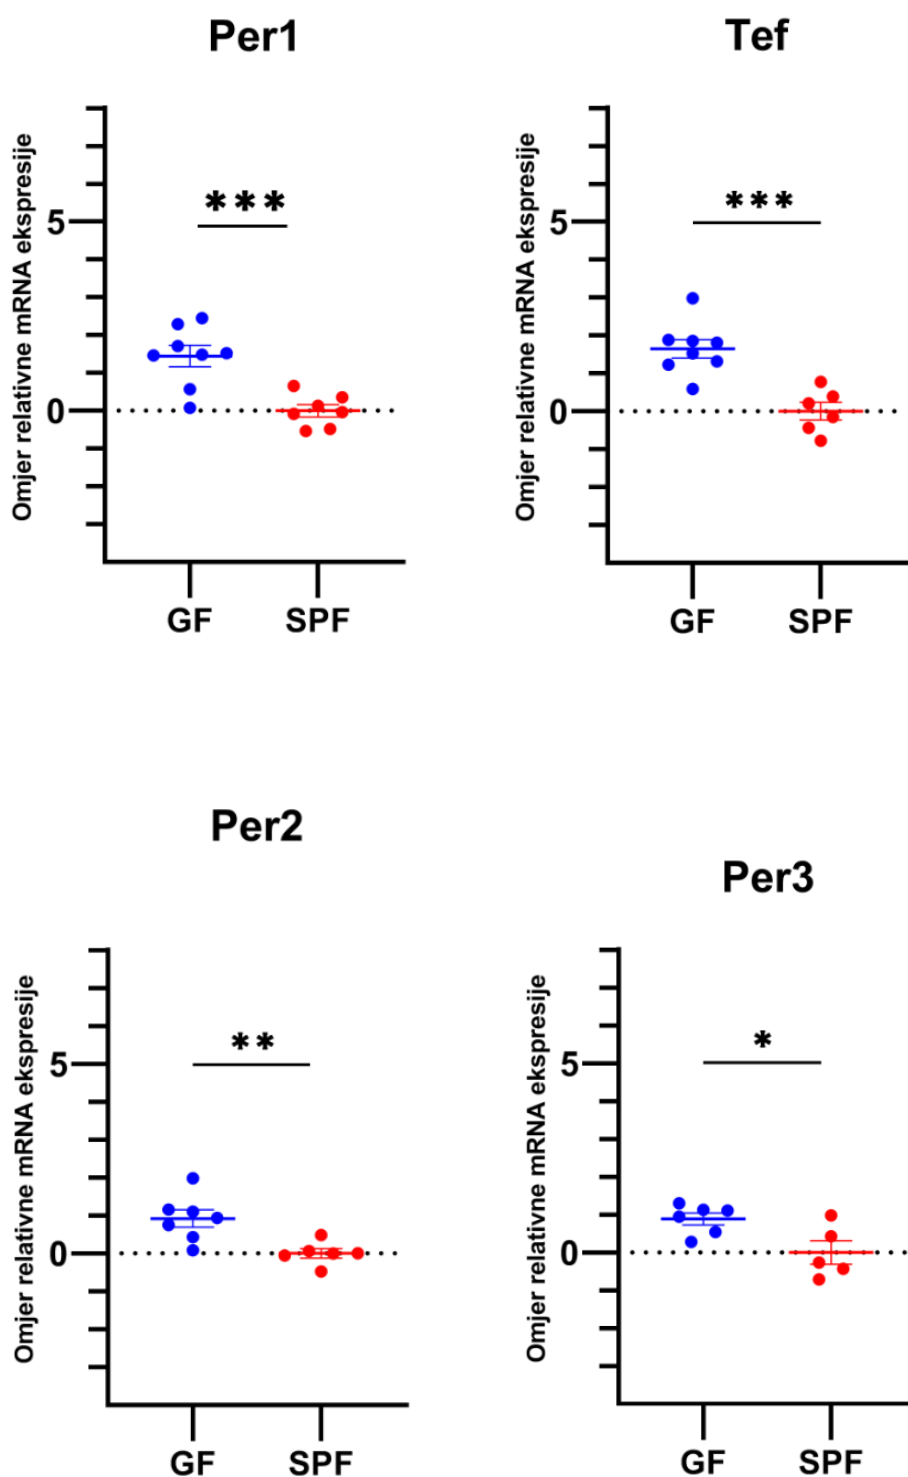 Per1
Omjer relativne mRNA ekspresije
5
0
***
GF SPF
Tef
Omjer relativne mRNA ekspresije
5
0
***
GF SPF
Per2
Omjer relativne mRNA ekspresije
5
0
**
GF SPF
Per3
Omjer relativne mRNA ekspresije
5
0
*
GF SPF